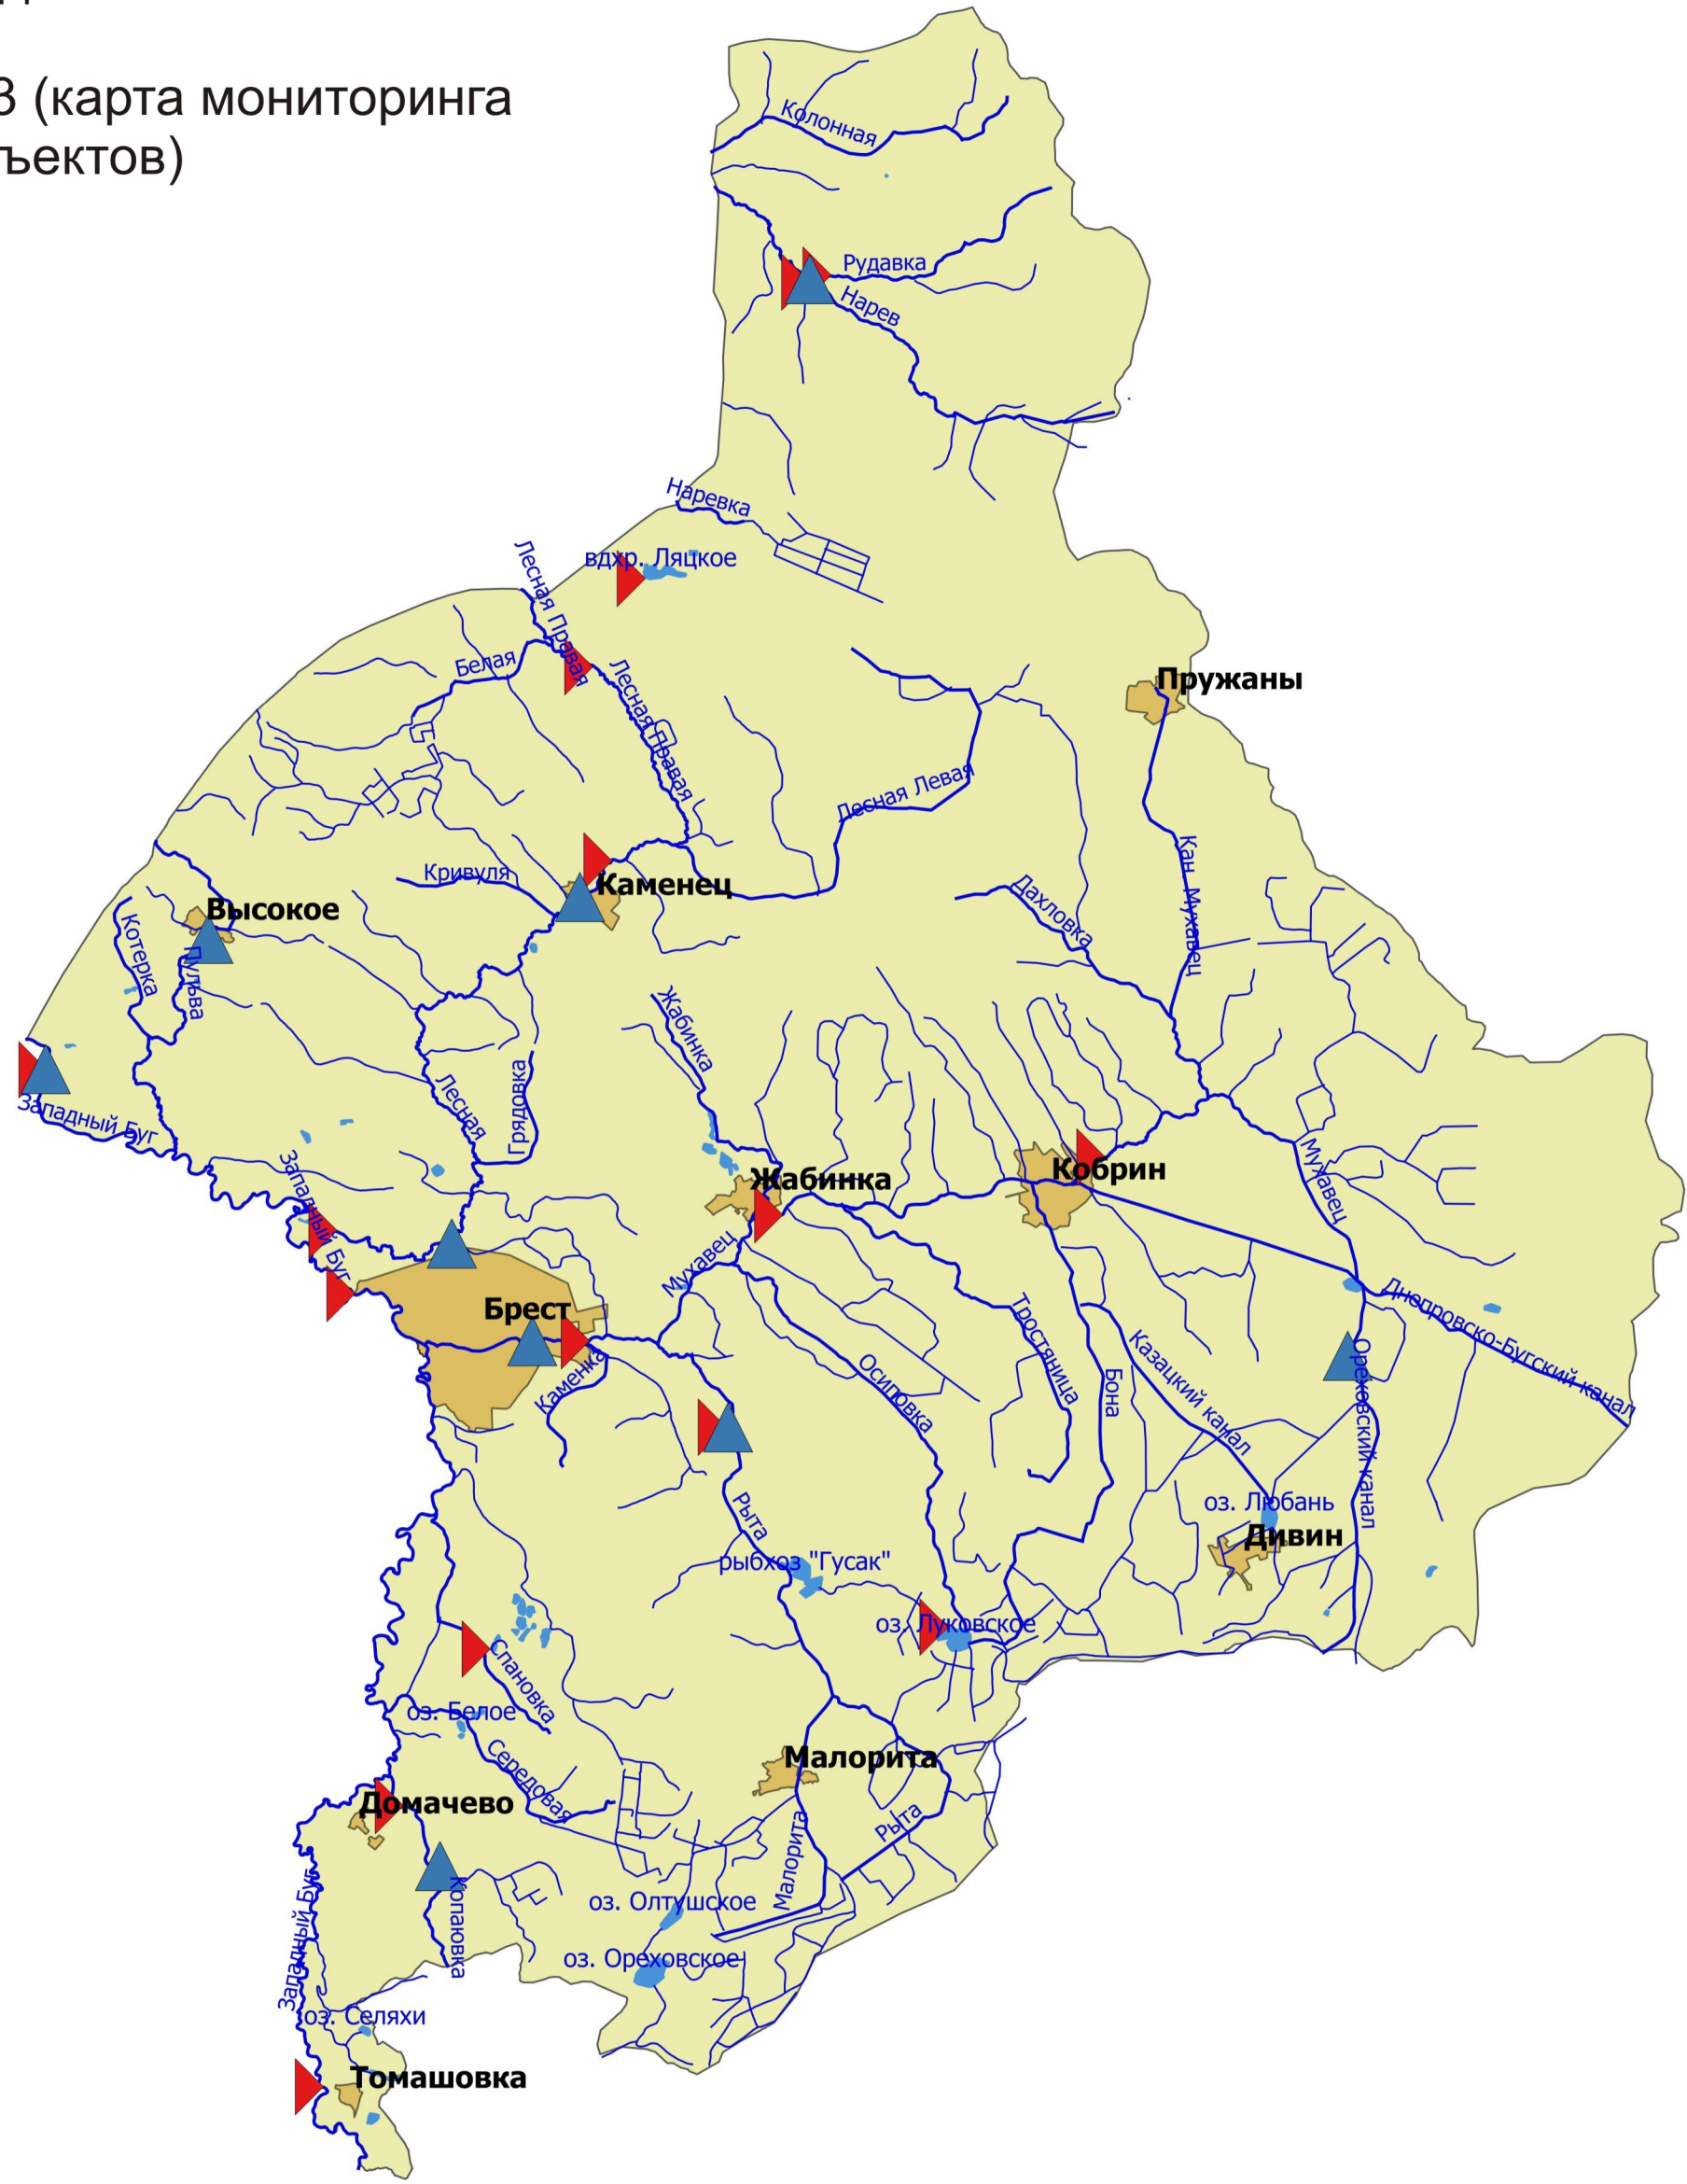 3 (карта мониторинга
ъектов)
Колонная
Рудавка
Нарев
Наревка
вдхр. Ляцкое
Лесная Правая
Белая
Лесная Правая
Пружаны
Лесная Левая
Кан. Мухавец
Кривуля
Каменец
Дахловка
Высокое
Котерка
Пульва
Жабинка
Лесная
Грядовка
Западный Буг
Западный Буг
Жабинка
Кобрин
Мухавец
Мухавец
Днепровско-Бугский канал
Брест
Каменка
Осиповка
Тростяница
Бона
Казацкий канал
Ореховский канал
Рыта
оз. Любань
Дивин
рыбхоз "Гусак"
оз. Луковское
Спановка
оз. Белое
Середовая
Малорита
Домачево
Рыта
Малорита
Копаювка
Западный Буг
оз. Олтушское
оз. Ореховское
оз. Селяхи
Томашовка